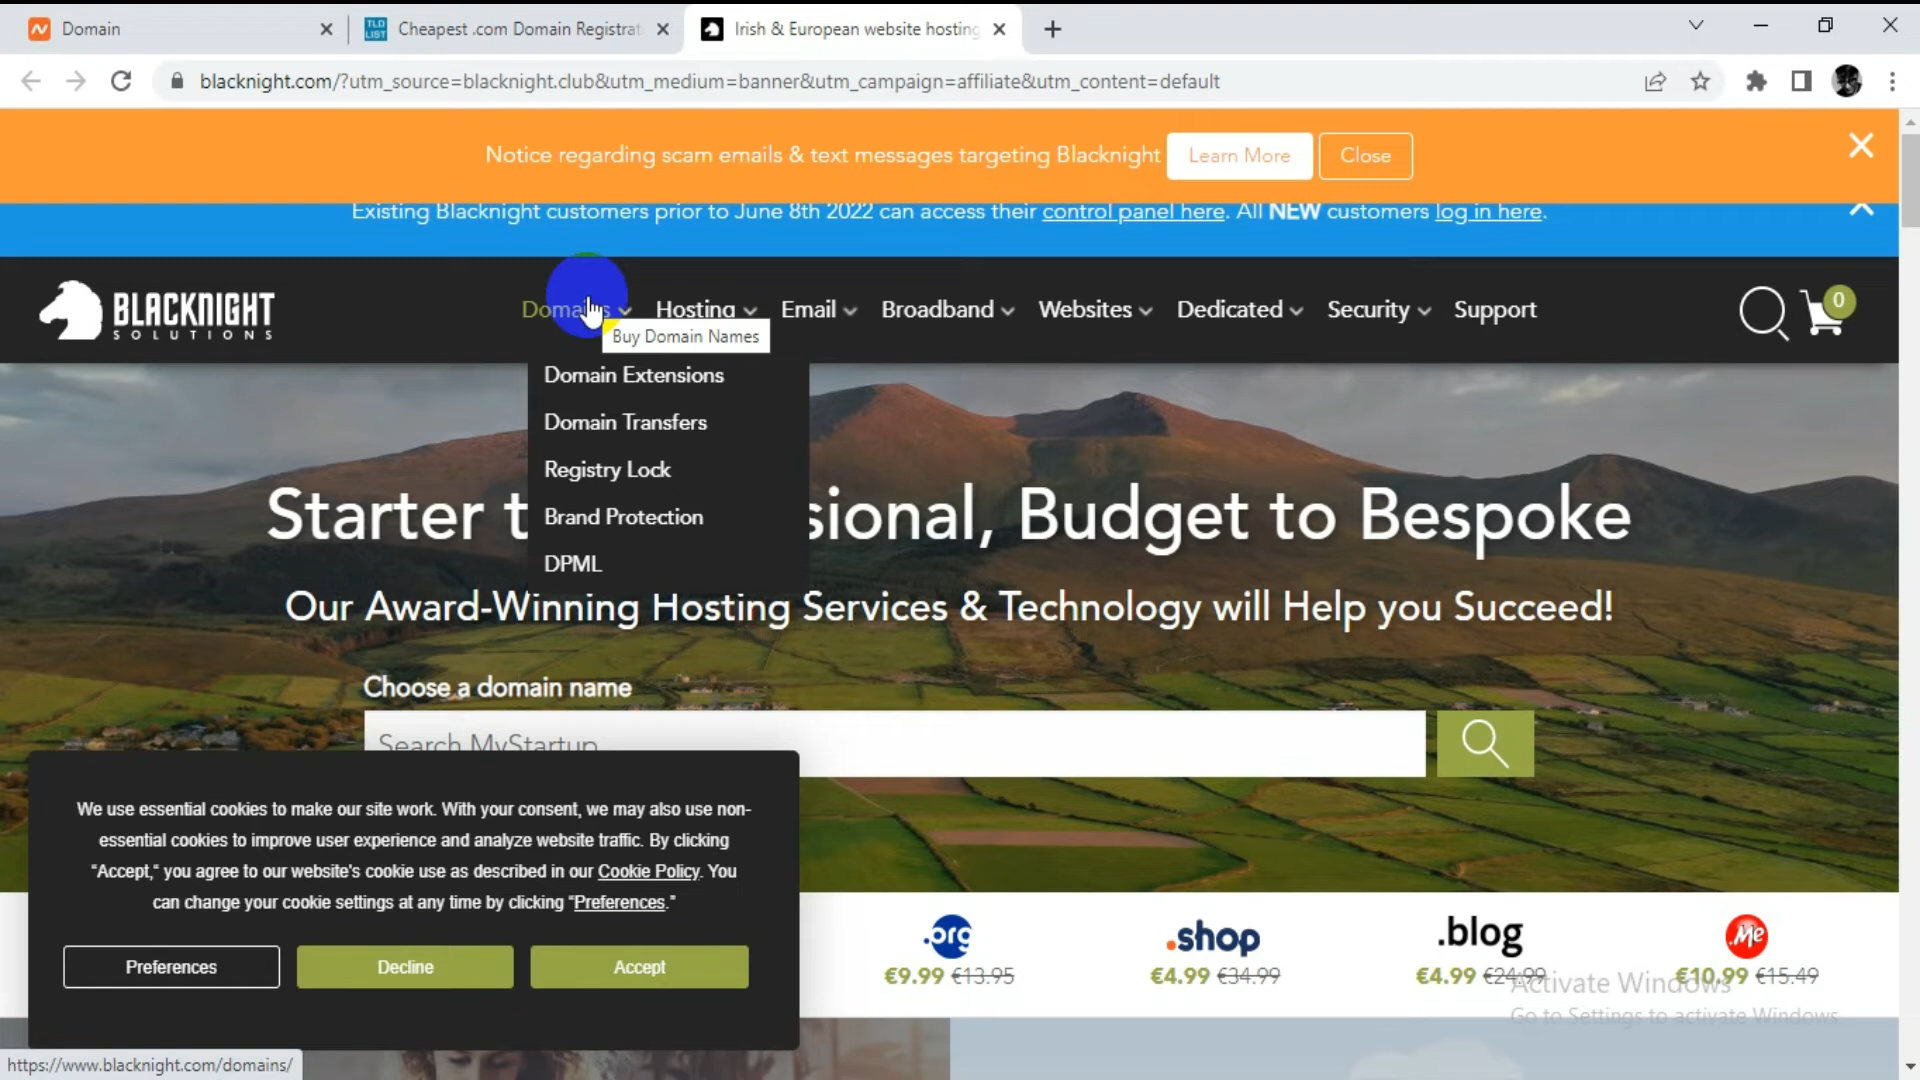 Domain
Cheapest .com Domain Registrat
Irish & European website hosting
blacknight.com/?utm_source=blacknight.club&utm_medium=banner&utm_campaign=affiliate&utm_content=default
Notice regarding scam emails & text messages targeting Blacknight Learn More Close
Existing Blacknight customers prior to June 8th 2022 can access their control panel here. All NEW customers log in here.
BLACKNIGHT
SOLUTIONS
Domains Hosting Email Broadband Websites Dedicated Security Support
0
Buy Domain Names
Domain Extensions
Domain Transfers
Registry Lock
Brand Protection
DPML
Starter t sional, Budget to Bespoke
Our Award-Winning Hosting Services & Technology will Help you Succeed!
Choose a domain name
Search MyStartup
We use essential cookies to make our site work. With your consent, we may also use non-
essential cookies to improve user experience and analyze website traffic. By clicking
"Accept," you agree to our website's cookie use as described in our Cookie Policy. You
can change your cookie settings at any time by clicking "Preferences."
Preferences Decline Accept
.org .shop .blog .Me
€9.99 €13.95 €4.99 €34.99 €4.99 €24.99 €10.99 €15.49
Activate Windows
Go to Settings to activate Windows.
https://www.blacknight.com/domains/
TLD
LIST